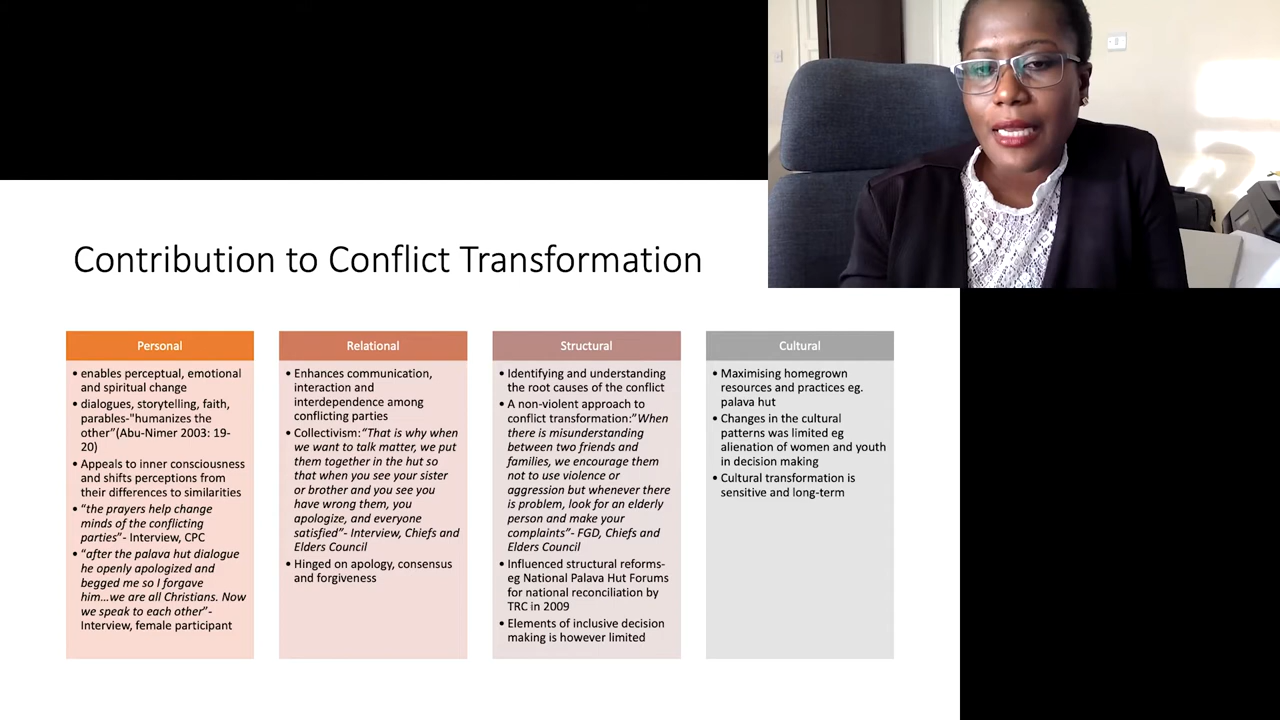 Contribution to Conflict Transformation
Personal
• enables perceptual, emotional
and spiritual change
• dialogues, storytelling, faith,
parables-"humanizes the
other"(Abu-Nimer 2003: 19-
20)
• Appeals to inner consciousness
and shifts perceptions from
their differences to similarities
• "the prayers help change
minds of the conflicting
parties"- Interview, CPC
• "after the palava hut dialogue
he openly apologized and
begged me so I forgave
him...we are all Christians. Now
we speak to each other"-
Interview, female participant
Relational
• Enhances communication,
interaction and
interdependence among
conflicting parties
• Collectivism:"That is why when
we want to talk matter, we put
them together in the hut so
that when you see your sister
or brother and you see you
have wrong them, you
apologize, and everyone
satisfied"- Interview, Chiefs and
Elders Council
• Hinged on apology, consensus
and forgiveness
Structural
• Identifying and understanding
the root causes of the conflict
• A non-violent approach to
conflict transformation:"When
there is misunderstanding
between two friends and
families, we encourage them
not to use violence or
aggression but whenever there
is problem, look for an elderly
person and make your
complaints"- FGD, Chiefs and
Elders Council
• Influenced structural reforms-
eg National Palava Hut Forums
for national reconciliation by
TRC in 2009
• Elements of inclusive decision
making is however limited
Cultural
• Maximising homegrown
resources and practices eg.
palava hut
• Changes in the cultural
patterns was limited eg
alienation of women and youth
in decision making
• Cultural transformation is
sensitive and long-term